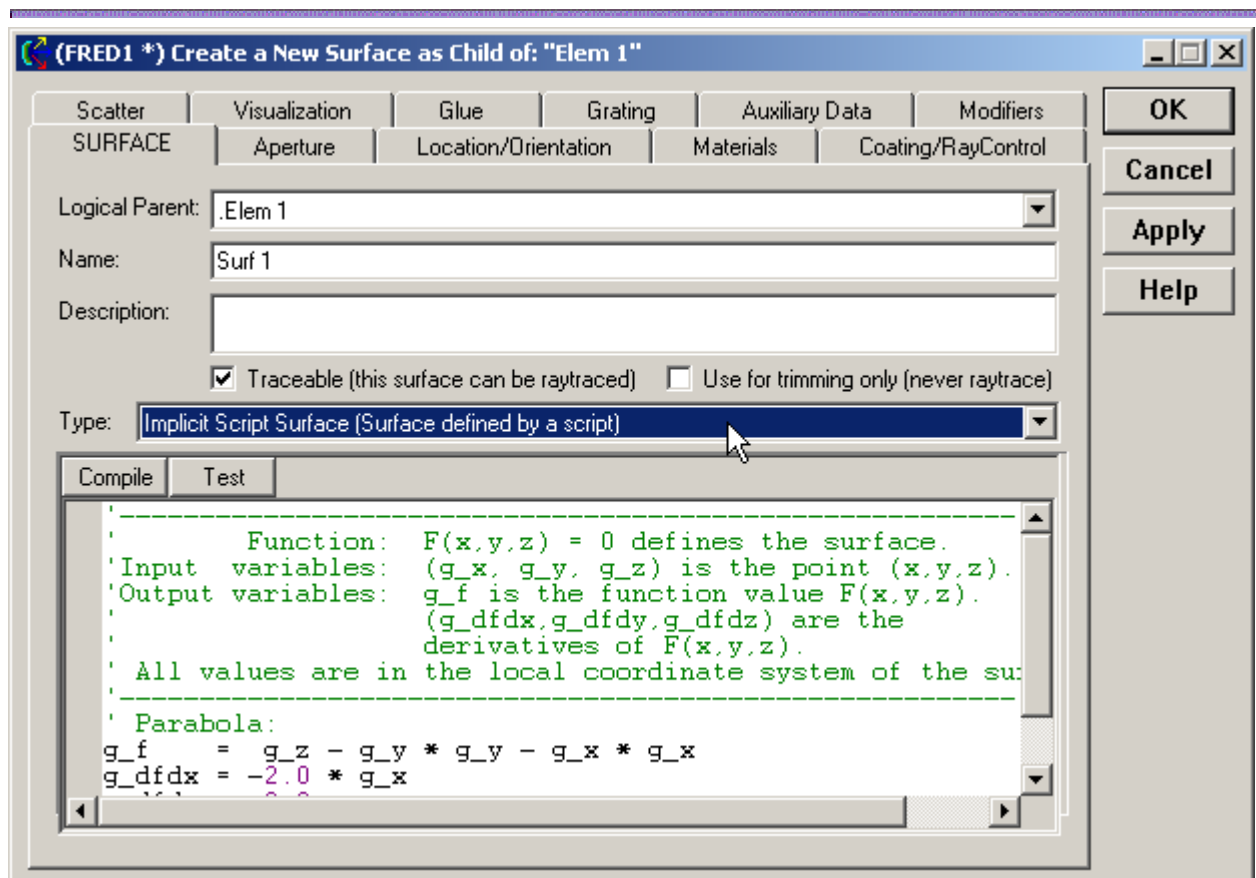 (FRED1 *) Create a New Surface as Child of: "Elem 1"
Scatter Visualization Glue Grating Auxiliary Data Modifiers
SURFACE Aperture Location/Orientation Materials Coating/RayControl
OK
Cancel
Apply
Help
Logical Parent: .Elem 1
Name: Surf 1
Description:
Traceable (this surface can be raytraced) Use for trimming only (never raytrace)
Type: Implicit Script Surface (Surface defined by a script)
Compile Test
'----------------------------------------------------------
' Function: F(x,y,z) = 0 defines the surface.
'Input variables: (g_x, g_y, g_z) is the point (x,y,z).
'Output variables: g_f is the function value F(x,y,z).
' (g_dfdx,g_dfdy,g_dfdz) are the
' derivatives of F(x,y,z).
' All values are in the local coordinate system of the
'----------------------------------------------------------
' Parabola:
g_f = g_z - g_y * g_y - g_x * g_x
g_dfdx = -2.0 * g_x